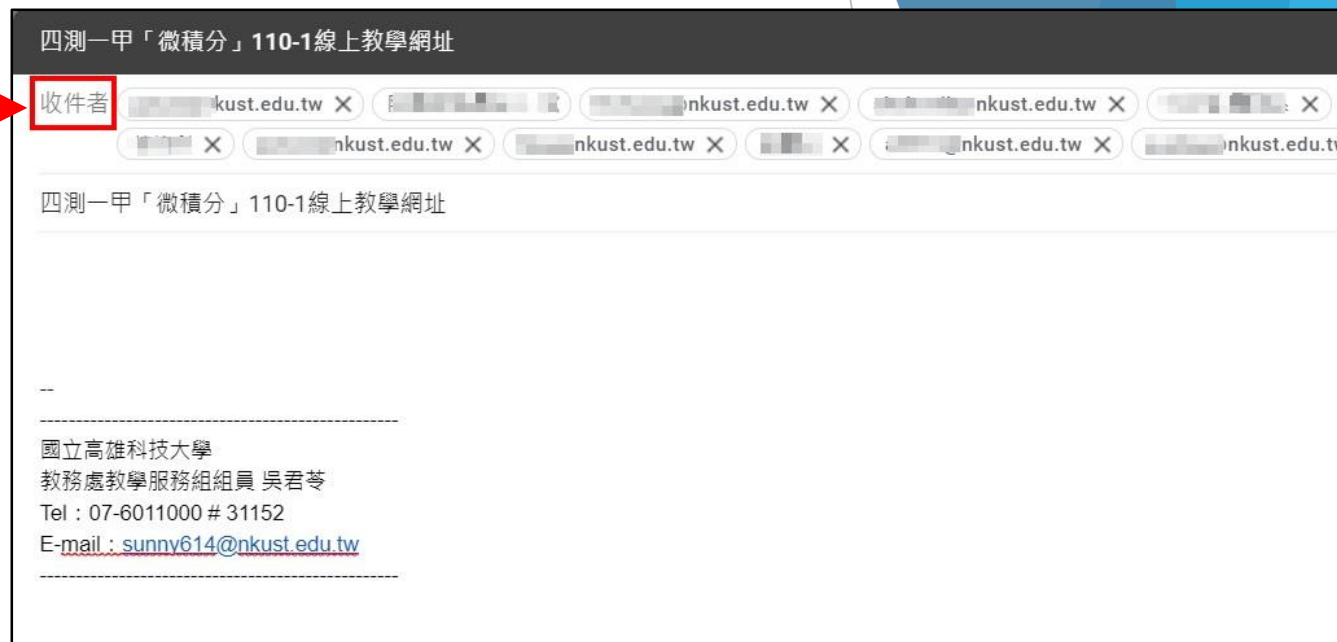 四測一甲「微積分」110-1線上教學網址
收件者 kust.edu.tw nkust.edu.tw nkust.edu.tw
nkust.edu.tw nkust.edu.tw nkust.edu.tw nkust.edu.tw
四測一甲「微積分」110-1線上教學網址
--
--------------------------------------------------
國立高雄科技大學
教務處教學服務組組員 吳君苓
Tel：07-6011000 # 31152
E-mail：sunny614@nkust.edu.tw
--------------------------------------------------